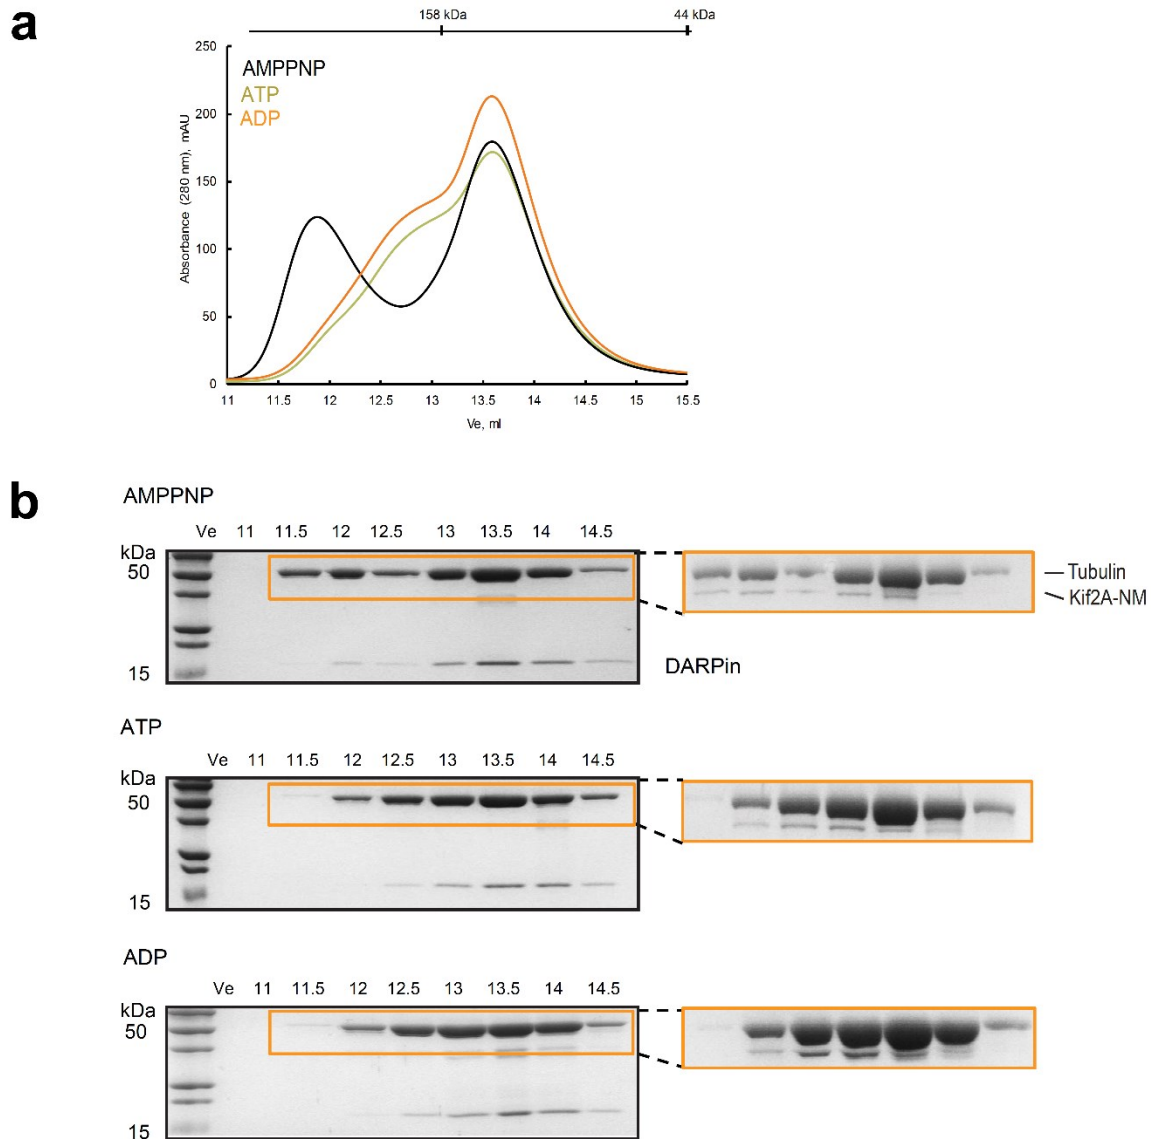 a
158 kDa 44 kDa
250
AMPPNP
ATP
ADP
200
150
100
50
0
Absorbance (280 nm), mAU
11 11.5 12 12.5 13 13.5 14 14.5 15 15.5
Ve, ml
b
AMPPNP
Ve 11 11.5 12 12.5 13 13.5 14 14.5
kDa
50
15
Tubulin
Kif2A-NM
DARPin
ATP
Ve 11 11.5 12 12.5 13 13.5 14 14.5
kDa
50
15
ADP
Ve 11 11.5 12 12.5 13 13.5 14 14.5
kDa
50
15